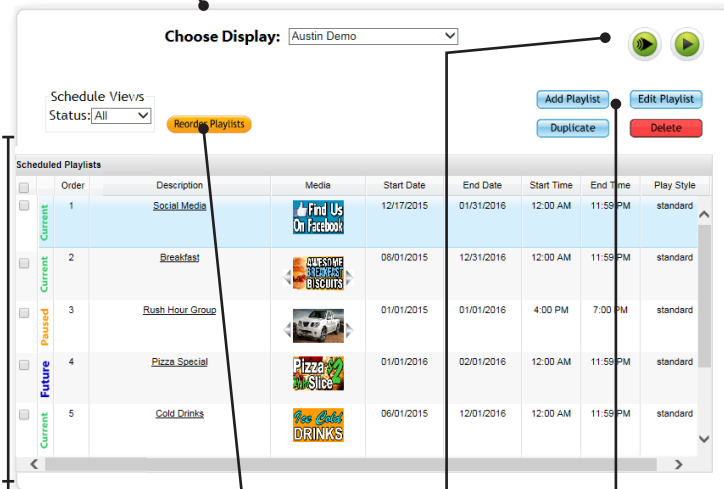 Choose Display: Austin Demo
Schedule Views
Status: All
Reorder Playlists
Add Playlist Edit Playlist
Duplicate Delete
Scheduled Playlists
Order Description Media Start Date End Date Start Time End Time Play Style
Current 1 Social Media Find Us On Facebook 12/17/2015 01/31/2016 12:00 AM 11:59 PM standard
Current 2 Breakfast AWESOME BREAKFAST BISCUITS 06/01/2015 12/31/2016 12:00 AM 11:59 PM standard
Paused 3 Rush Hour Group 01/01/2015 01/01/2016 4:00 PM 7:00 PM standard
Future 4 Pizza Special Pizza $2 Slice 01/01/2016 02/01/2016 12:00 AM 11:59 PM standard
Current 5 Cold Drinks Ice Cold DRINKS 06/01/2015 12/01/2016 12:00 AM 11:59 PM standard